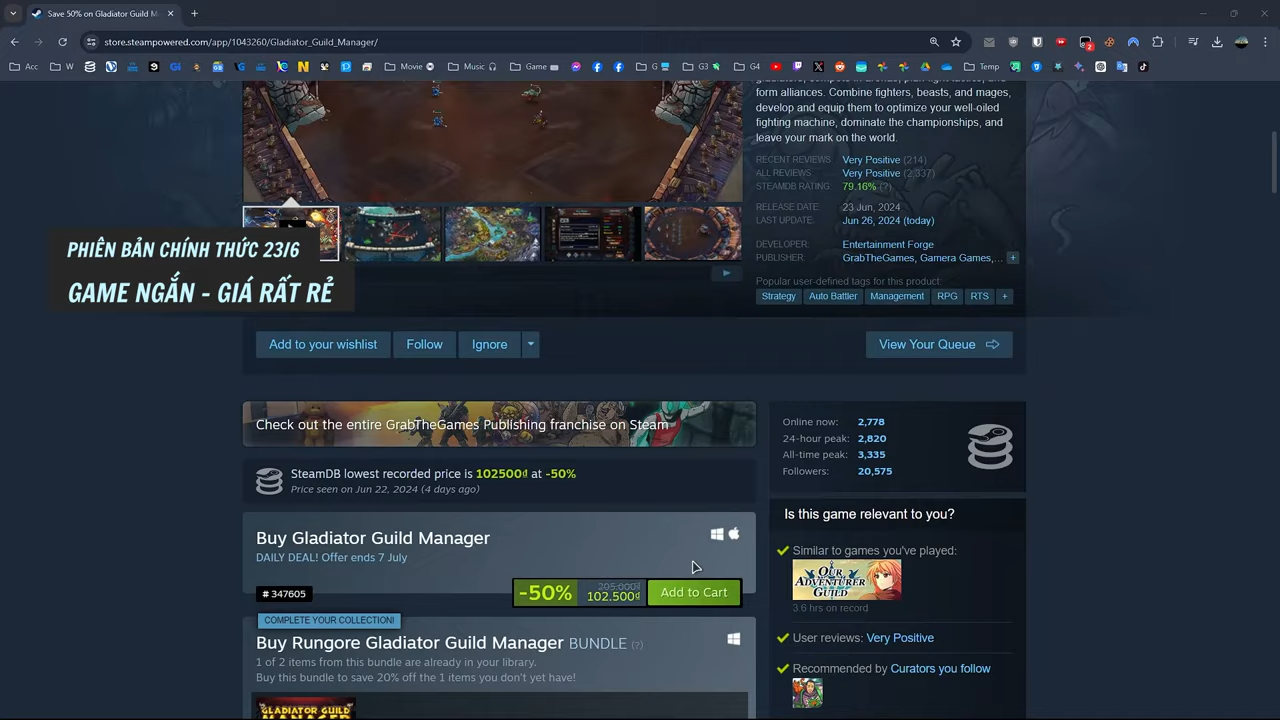 Save 50% on Gladiator Guild M
store.steampowered.com/app/1043260/Gladiator_Guild_Manager/
Acc
W
Movie
Music
Game
G
G3
G4
Temp
2
form alliances. Combine fighters, beasts, and mages,
develop and equip them to optimize your well-oiled
fighting machine, dominate the championships, and
leave your mark on the world.
RECENT REVIEWS Very Positive (214)
ALL REVIEWS Very Positive (2,337)
STEAMDB RATING 79.16% (?)
RELEASE DATE 23 Jun, 2024
LAST UPDATE: Jun 26, 2024 (today)
DEVELOPER: Entertainment Forge
PUBLISHER: GrabTheGames, Gamera Games,... +
Popular user-defined tags for this product:
Strategy Auto Battler Management RPG RTS +
PHIÊN BẢN CHÍNH THỨC 23/6
GAME NGẮN - GIÁ RẤT RẺ
Add to your wishlist Follow Ignore View Your Queue
Check out the entire GrabTheGames Publishing franchise on Steam
SteamDB lowest recorded price is 102500₫ at -50%
Price seen on Jun 22, 2024 (4 days ago)
Online now: 2,778
24-hour peak: 2,820
All-time peak: 3,335
Followers: 20,575
Buy Gladiator Guild Manager
DAILY DEAL! Offer ends 7 July
# 347605
-50% 205.000₫ 102.500₫ Add to Cart
COMPLETE YOUR COLLECTION!
Buy Rungore Gladiator Guild Manager BUNDLE (?)
1 of 2 items from this bundle are already in your library.
Buy this bundle to save 20% off the 1 items you don't yet have!
GLADIATOR GUILD
Is this game relevant to you?
Similar to games you've played:
OUR ADVENTURER GUILD
3.6 hrs on record
User reviews: Very Positive
Recommended by Curators you follow